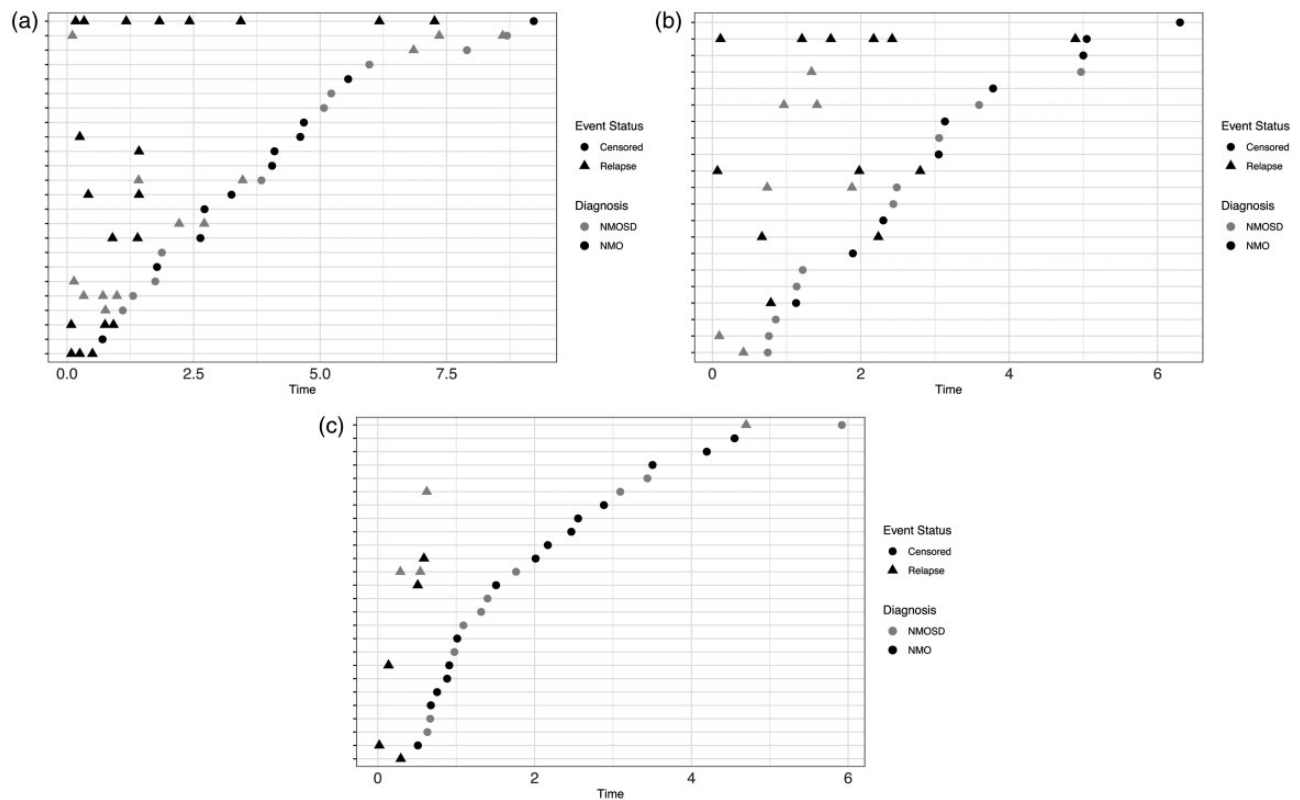 (a)
Event Status
Censored
Relapse
Diagnosis
NMOSD
NMO
0.0 2.5 5.0 7.5
Time
(b)
Event Status
Censored
Relapse
Diagnosis
NMOSD
NMO
0 2 4 6
Time
(c)
Event Status
Censored
Relapse
Diagnosis
NMOSD
NMO
0 2 4 6
Time